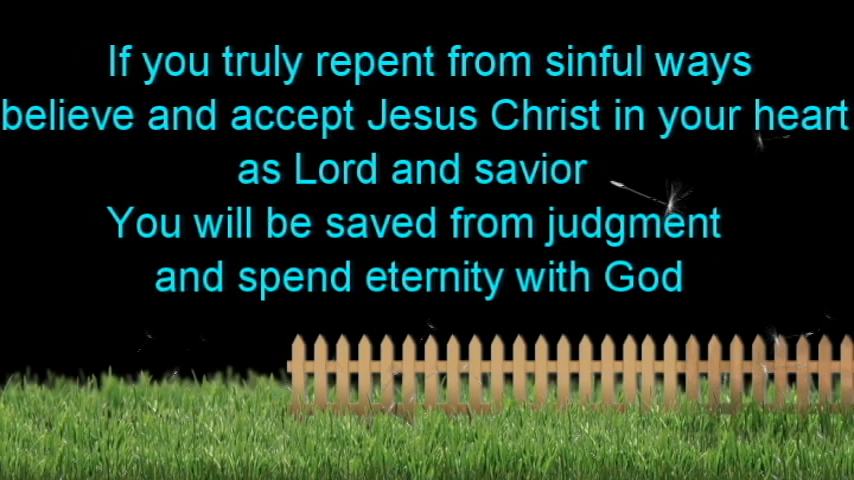 If you truly repent from sinful ways
believe and accept Jesus Christ in your heart
as Lord and savior
You will be saved from judgment
and spend eternity with God